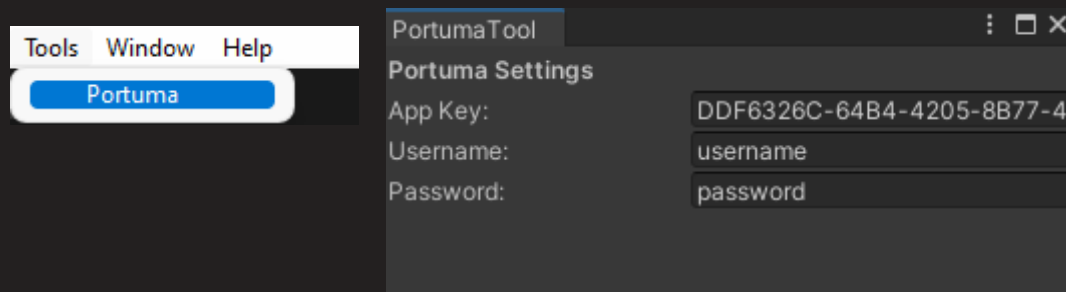 Tools Window Help
Portuma
PortumaTool
Portuma Settings
App Key: DDF6326C-64B4-4205-8B77-4
Username: username
Password: password